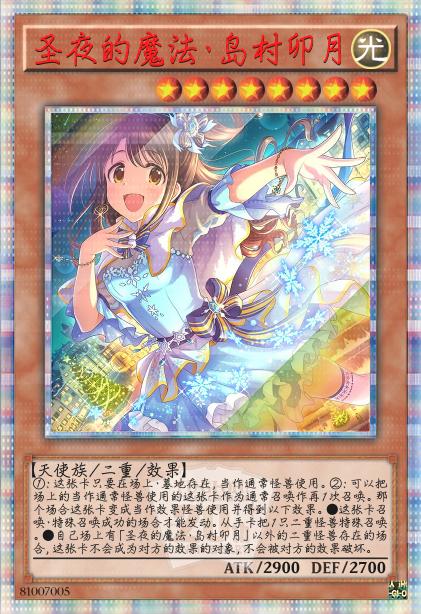 圣夜的魔法·岛村卯月
光
【天使族/二重/效果】
①：这张卡只要在场上·墓地存在，当作通常怪兽使用。②：可以把
场上的当作通常怪兽使用的这张卡作为通常召唤作再1次召唤。那
个场合这张卡变成当作效果怪兽使用并得到以下效果。●这张卡召
唤·特殊召唤成功的场合才能发动。从手卡把1只二重怪兽特殊召
唤。●自己场上有「圣夜的魔法·岛村卯月」以外的二重怪兽存在的场
合，这张卡不会成为对方的效果的对象，不会被对方的效果破坏。
ATK/2900 DEF/2700
81007005